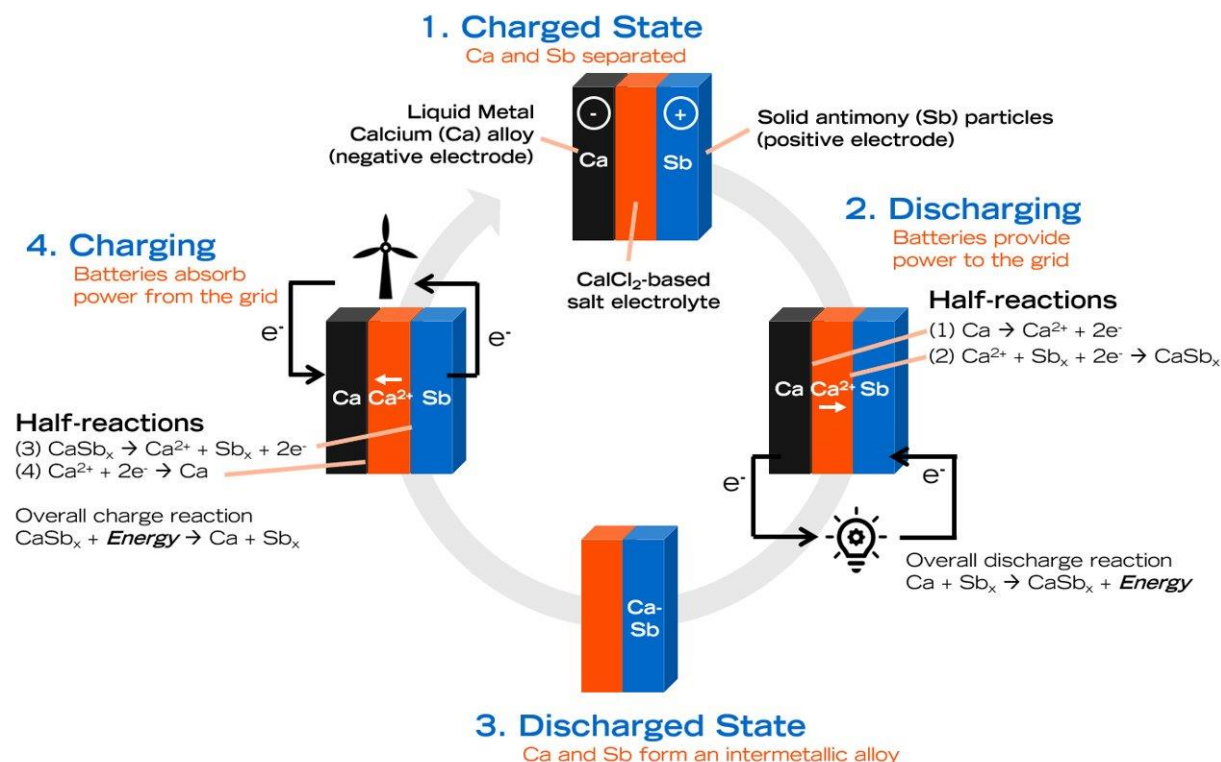 1. Charged State
Ca and Sb separated
Liquid Metal
Calcium (Ca) alloy
(negative electrode)
-
+
Ca
Sb
Solid antimony (Sb) particles
(positive electrode)
CalCl₂-based
salt electrolyte
2. Discharging
Batteries provide
power to the grid
Half-reactions
(1) Ca → Ca²⁺ + 2e⁻
(2) Ca²⁺ + Sbₓ + 2e⁻ → CaSbₓ
Ca
Ca²⁺
Sb
e⁻
e⁻
Overall discharge reaction
Ca + Sbₓ → CaSbₓ + Energy
Ca-
Sb
3. Discharged State
Ca and Sb form an intermetallic alloy
4. Charging
Batteries absorb
power from the grid
e⁻
e⁻
Ca
Ca²⁺
Sb
Half-reactions
(3) CaSbₓ → Ca²⁺ + Sbₓ + 2e⁻
(4) Ca²⁺ + 2e⁻ → Ca
Overall charge reaction
CaSbₓ + Energy → Ca + Sbₓ